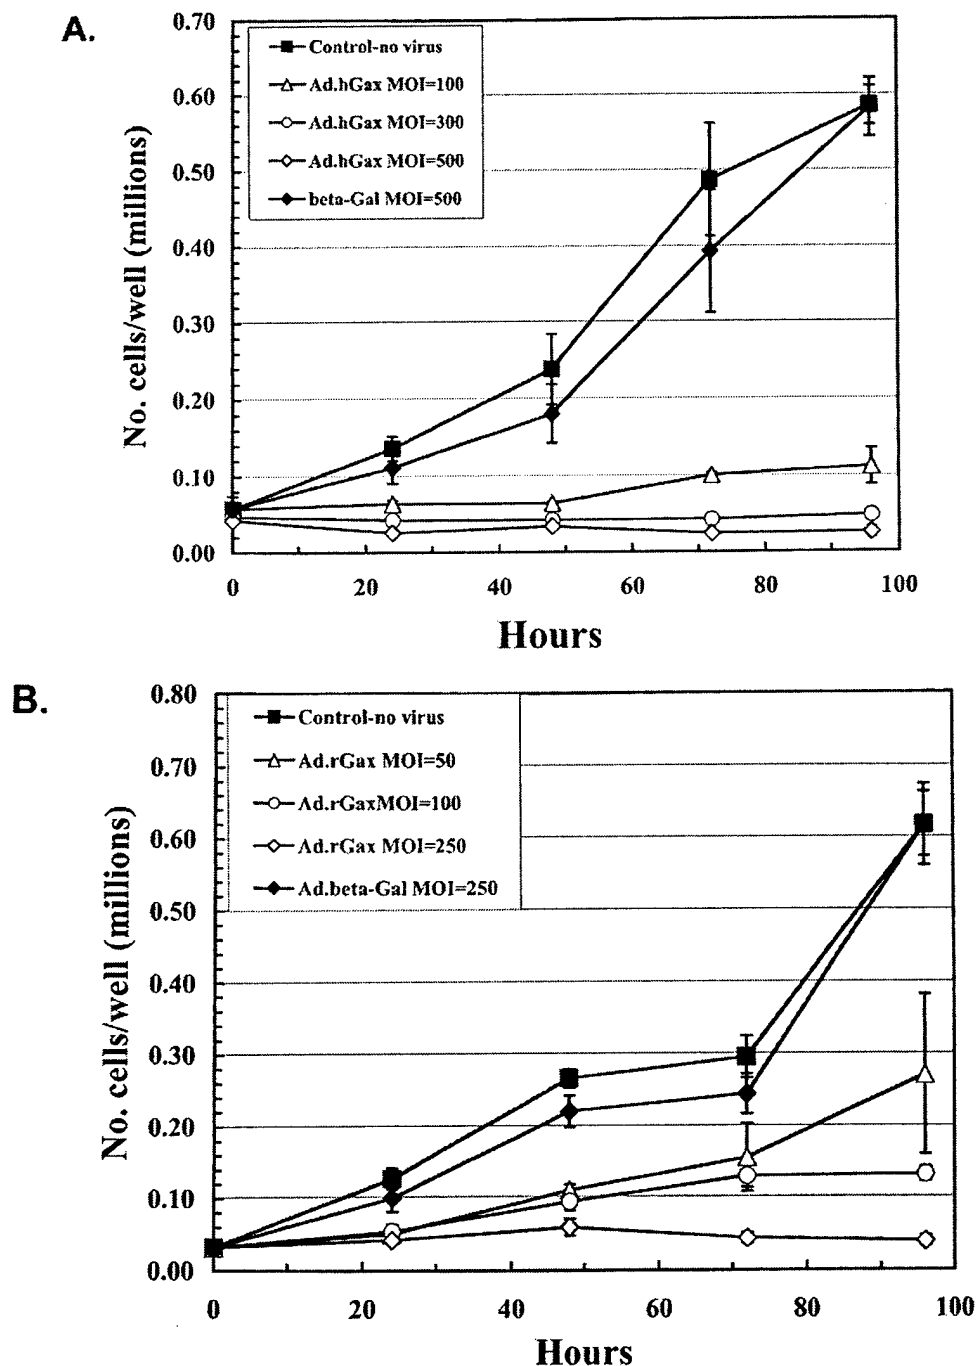 A.
0.70
0.60
0.50
0.40
0.30
0.20
0.10
0.00
No. cells/well (millions)
Control-no virus
Ad.hGax MOI=100
Ad.hGax MOI=300
Ad.hGax MOI=500
beta-Gal MOI=500
0 20 40 60 80 100
Hours
B.
0.80
0.70
0.60
0.50
0.40
0.30
0.20
0.10
0.00
No. cells/well (millions)
Control-no virus
Ad.rGax MOI=50
Ad.rGaxMOI=100
Ad.rGax MOI=250
Ad.beta-Gal MOI=250
0 20 40 60 80 100
Hours